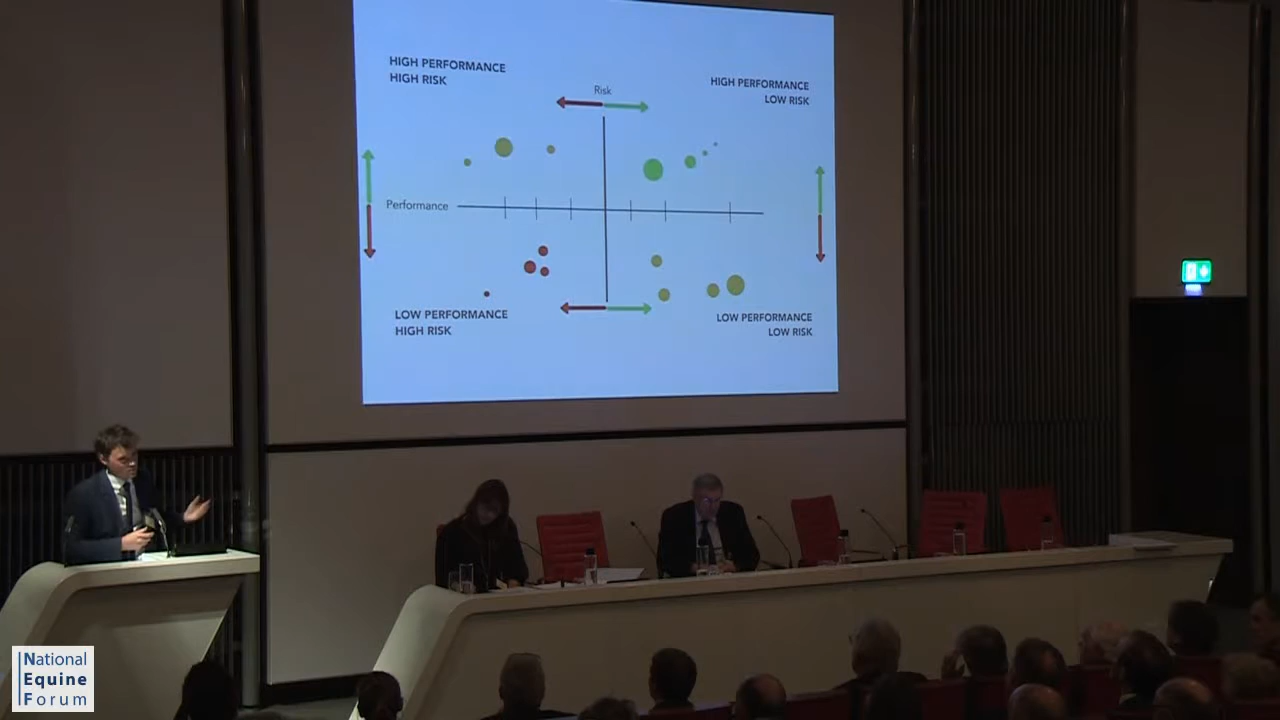 HIGH PERFORMANCE
HIGH RISK
HIGH PERFORMANCE
LOW RISK
Risk
Performance
LOW PERFORMANCE
HIGH RISK
LOW PERFORMANCE
LOW RISK
National
Equine
Forum